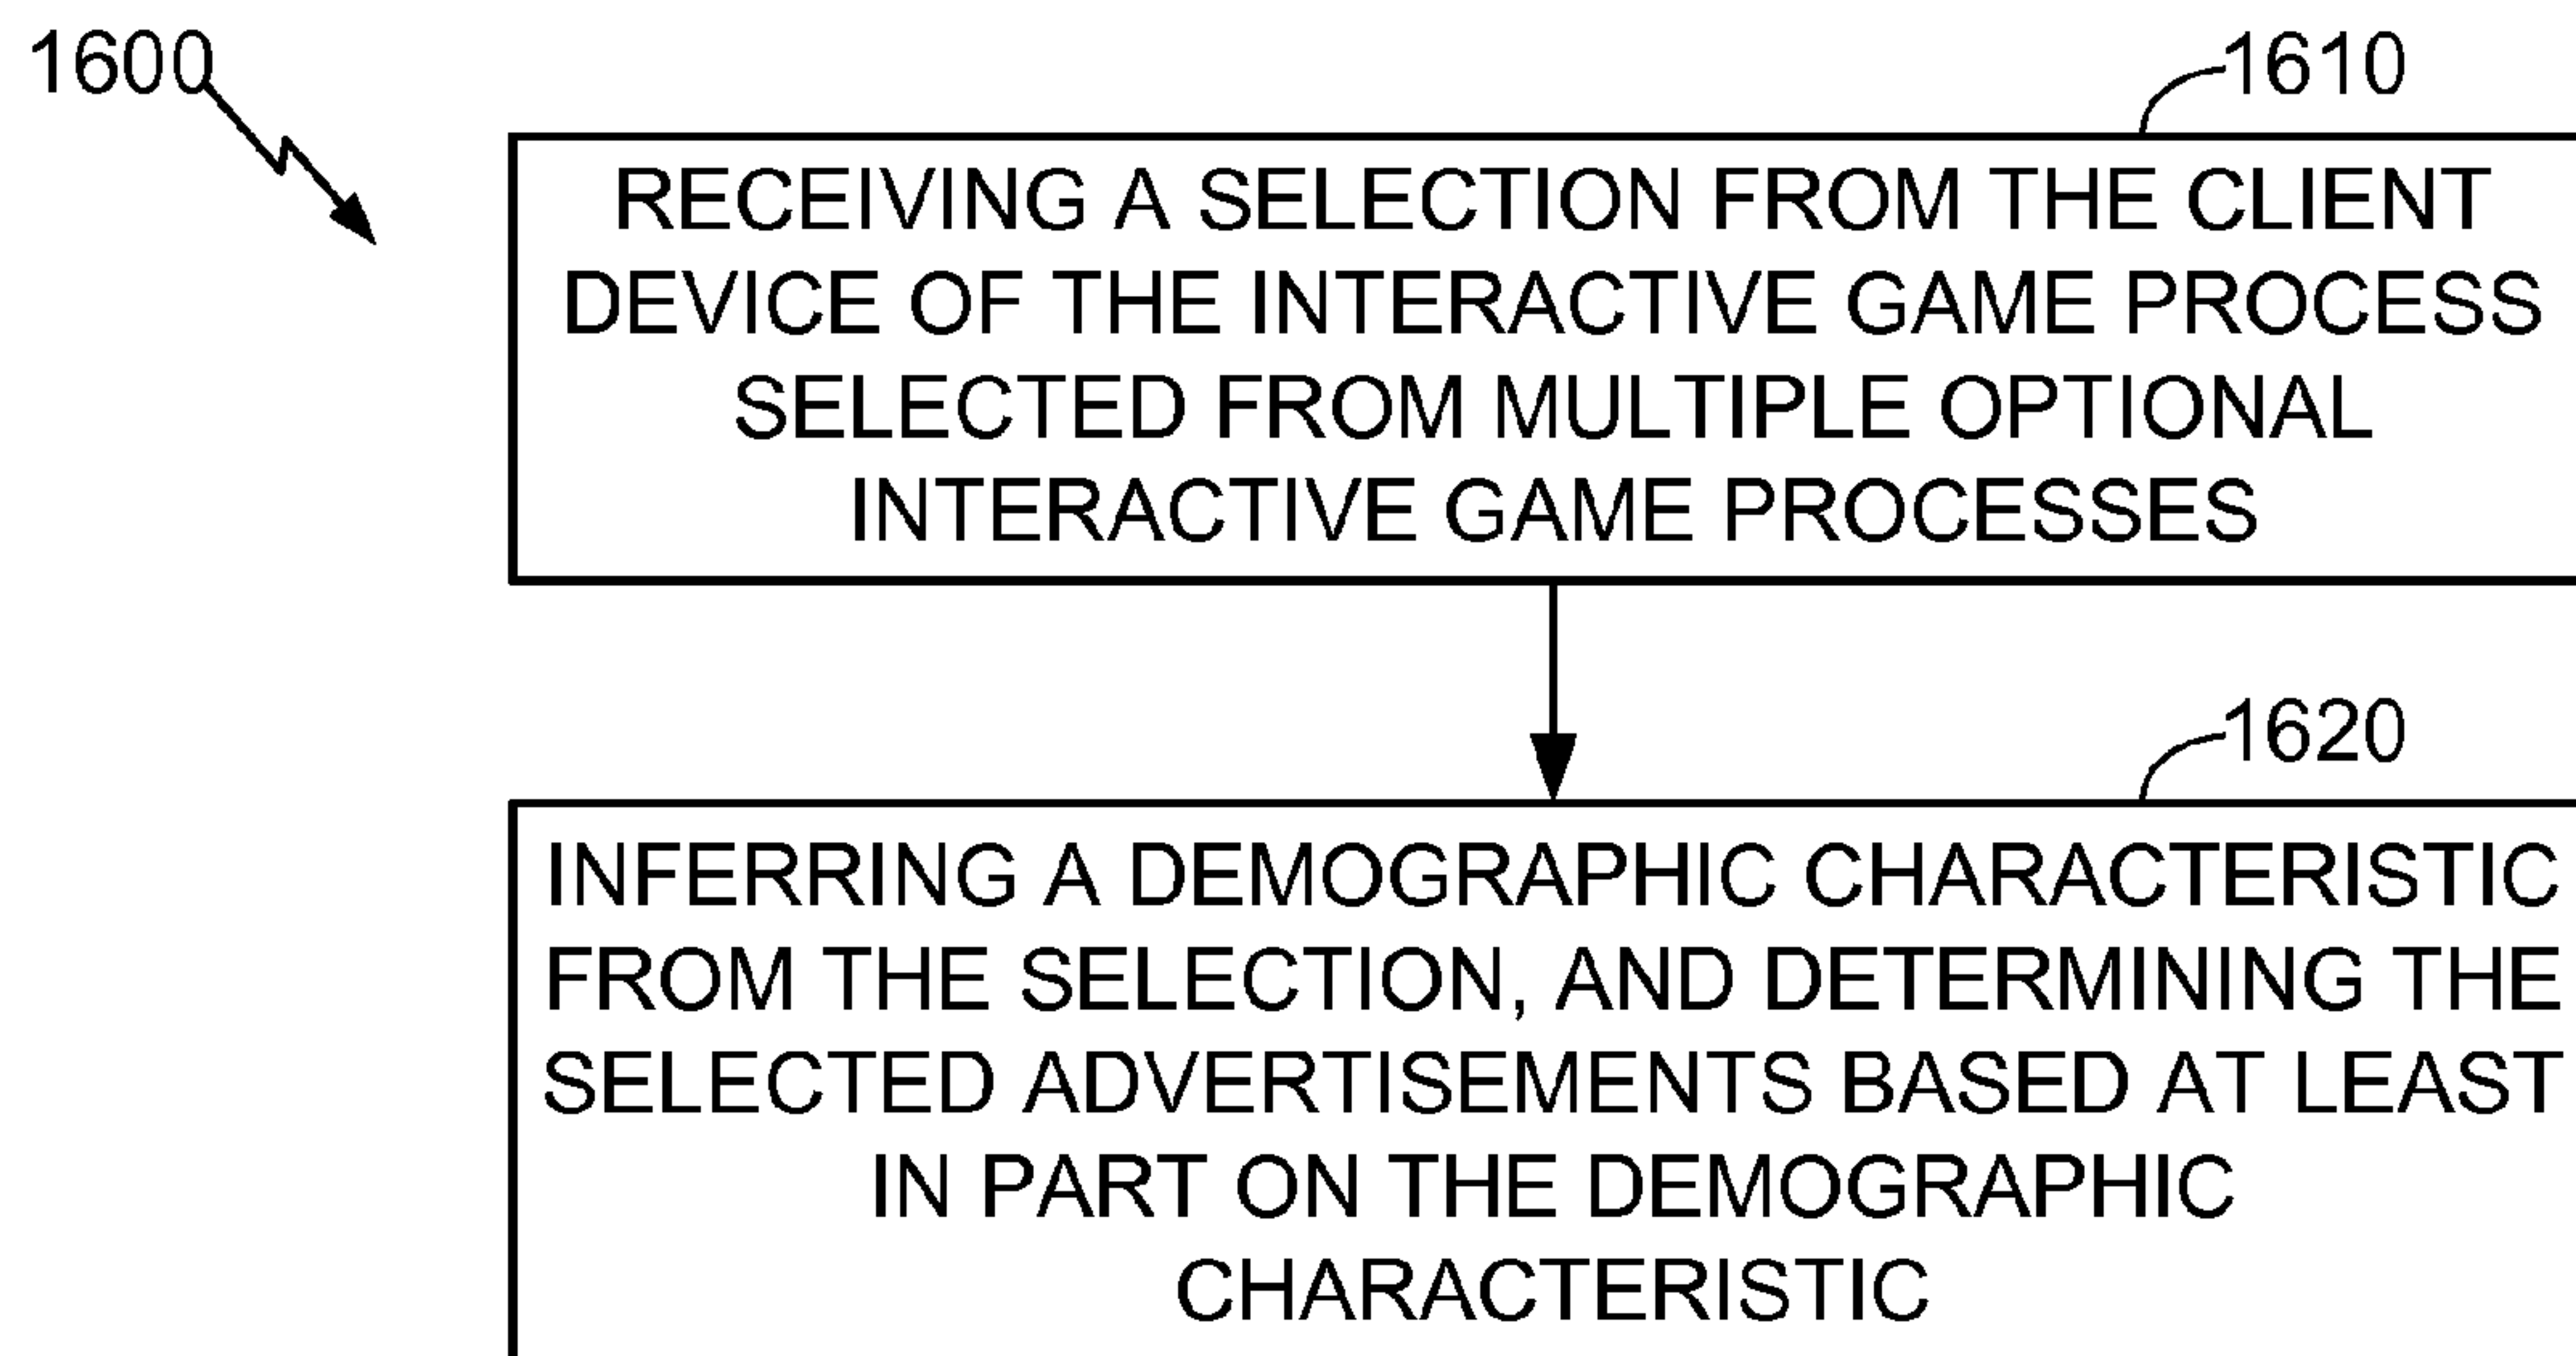 1600
1610
RECEIVING A SELECTION FROM THE CLIENT
DEVICE OF THE INTERACTIVE GAME PROCESS
SELECTED FROM MULTIPLE OPTIONAL
INTERACTIVE GAME PROCESSES
1620
INFERRING A DEMOGRAPHIC CHARACTERISTIC
FROM THE SELECTION, AND DETERMINING THE
SELECTED ADVERTISEMENTS BASED AT LEAST
IN PART ON THE DEMOGRAPHIC
CHARACTERISTIC